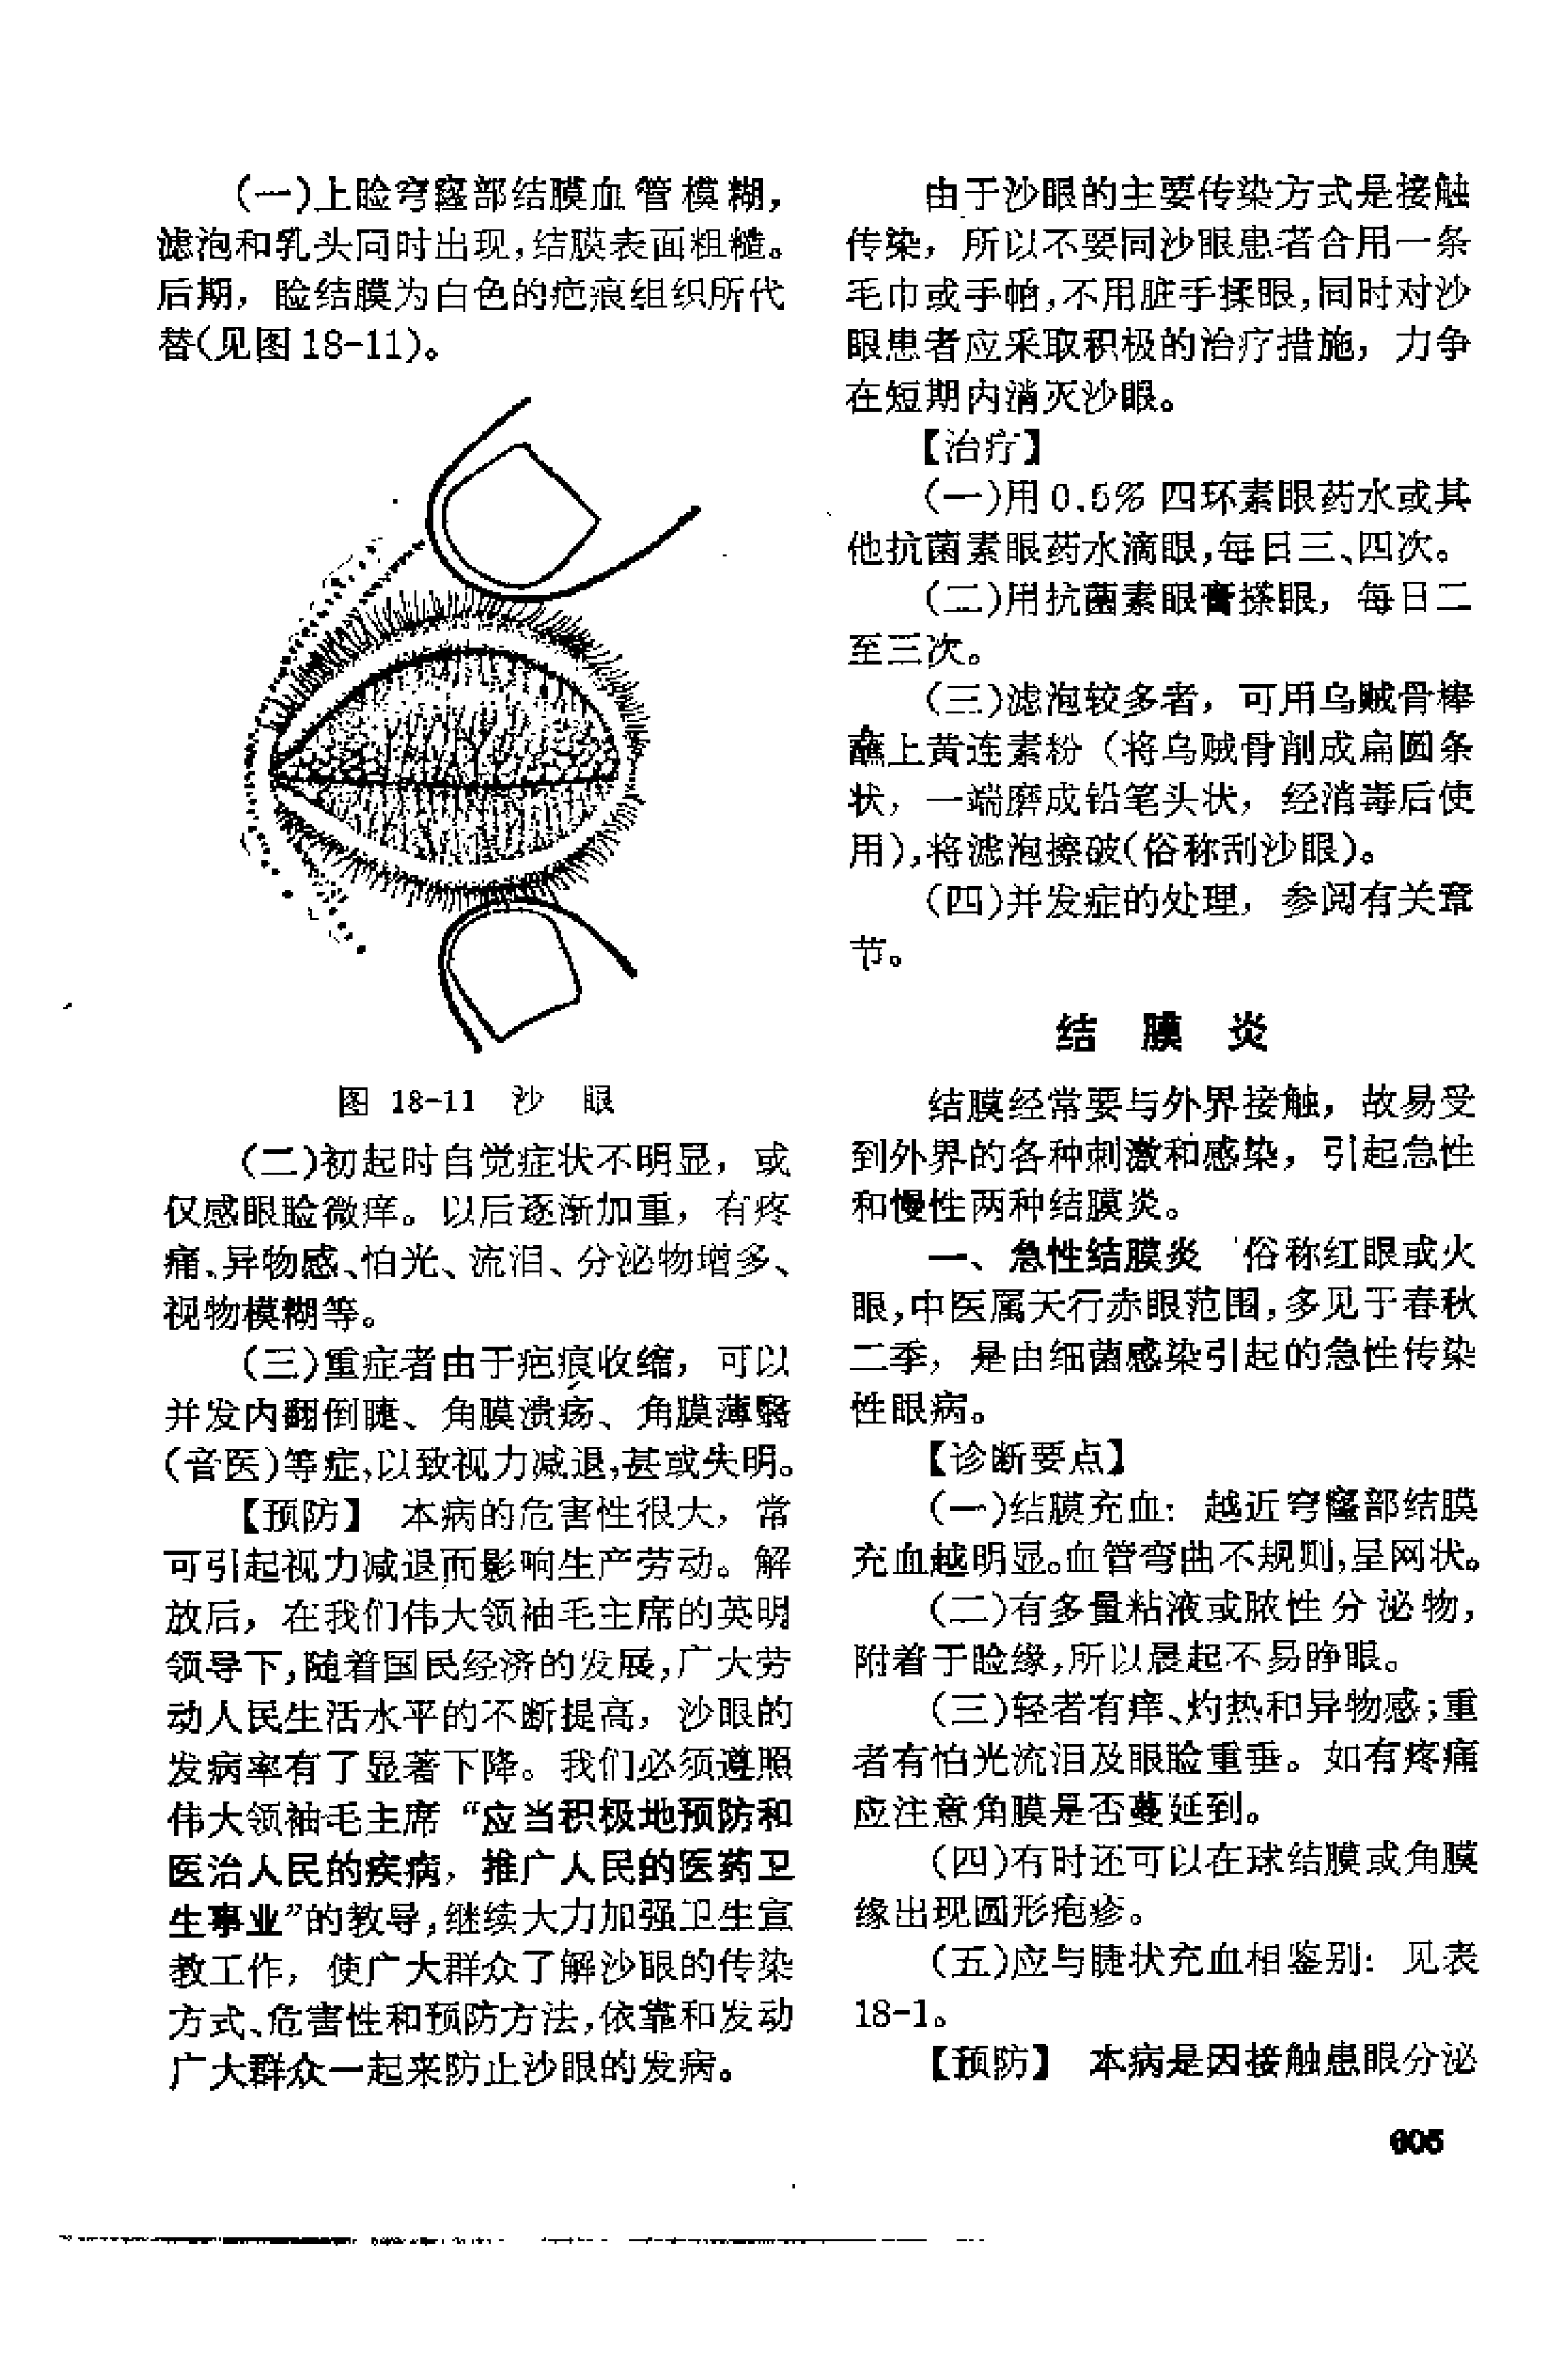 (一)上睑穹窿部结膜血管模糊,
滤泡和乳头同时出现,结膜表面粗糙。
后期，睑结膜为白色的疤痕组织所代
替(见图18-11)。
图 18-11 沙 眼
(二)初起时自觉症状不明显，或
仅感眼睑微痒。以后逐渐加重，有疼
痛、异物感、怕光、流泪、分泌物增多、
视物模糊等。
(三)重症者由于疤痕收缩，可以
并发内翻倒睫、角膜溃疡、角膜薄翳
(音医)等症,以致视力减退,甚或失明。
【预防】 本病的危害性很大，常
可引起视力减退而影响生产劳动。解
放后，在我们伟大领袖毛主席的英明
领导下,随着国民经济的发展,广大劳
动人民生活水平的不断提高，沙眼的
发病率有了显著下降。我们必须遵照
伟大领袖毛主席“应当积极地预防和
医治人民的疾病，推广人民的医药卫
生事业”的教导,继续大力加强卫生宣
教工作，使广大群众了解沙眼的传染
方式、危害性和预防方法,依靠和发动
广大群众一起来防止沙眼的发病。
由于沙眼的主要传染方式是接触
传染，所以不要同沙眼患者合用一条
毛巾或手帕,不用脏手揉眼,同时对沙
眼患者应采取积极的治疗措施，力争
在短期内消灭沙眼。
【治疗】
(一)用0.5% 四环素眼药水或其
他抗菌素眼药水滴眼,每日三、四次。
(二)用抗菌素眼膏搽眼，每日二
至三次。
(三)滤泡较多者，可用乌贼骨棒
蘸上黄连素粉（将乌贼骨削成扁圆条
状，一端磨成铅笔头状，经消毒后使
用),将滤泡擦破(俗称刮沙眼)。
(四)并发症的处理，参阅有关章
节。
结 膜 炎
结膜经常要与外界接触，故易受
到外界的各种刺激和感染，引起急性
和慢性两种结膜炎。
一、急性结膜炎 俗称红眼或火
眼,中医属天行赤眼范围,多见于春秋
二季，是由细菌感染引起的急性传染
性眼病。
【诊断要点】
(一)结膜充血：越近穹窿部结膜
充血越明显。血管弯曲不规则,呈网状。
(二)有多量粘液或脓性分泌物,
附着于睑缘,所以晨起不易睁眼。
(三)轻者有痒、灼热和异物感;重
者有怕光流泪及眼睑重垂。如有疼痛
应注意角膜是否蔓延到。
(四)有时还可以在球结膜或角膜
缘出现圆形疱疹。
(五)应与睫状充血相鉴别：见表
18-1。
【预防】 本病是因接触患眼分泌
605